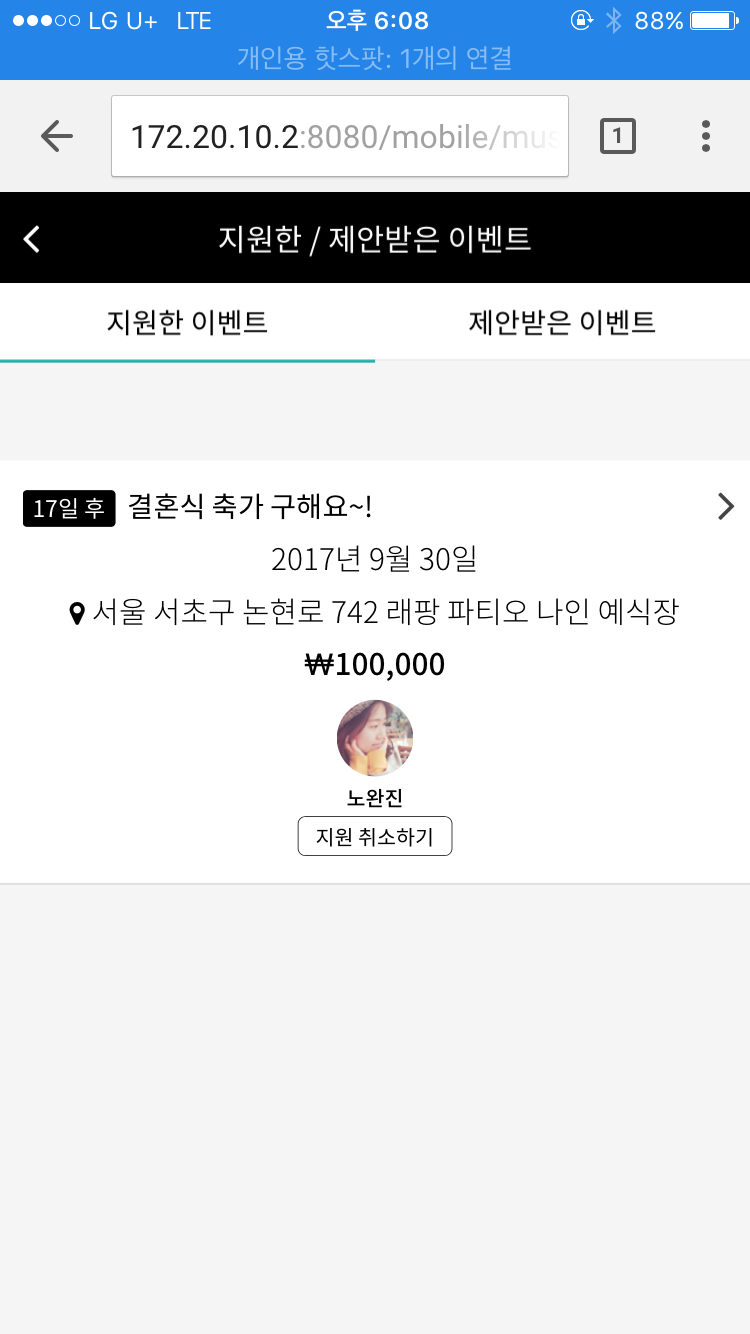 LG U+ LTE 오후 6:08 88%
개인용 핫스팟: 1개의 연결
172.20.10.2:8080/mobile/mus 1
지원한 / 제안받은 이벤트
지원한 이벤트 제안받은 이벤트
17일 후 결혼식 축가 구해요~!
2017년 9월 30일
서울 서초구 논현로 742 래팡 파티오 나인 예식장
₩100,000
노완진
지원 취소하기